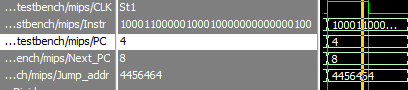 ...testbench/mips/CLK St1
...stbench/mips/Instr 10001100000100010000000000000100 10001000...
...testbench/mips/PC 4 4
...ench/mips/Next_PC 8 8
...ch/mips/Jump_addr 4456464 4456464